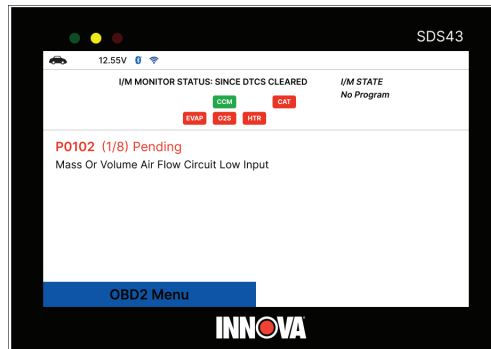 SDS43
12.55V
I/M MONITOR STATUS: SINCE DTCS CLEARED
I/M STATE
No Program
CCM CAT
EVAP O2S HTR
P0102 (1/8) Pending
Mass Or Volume Air Flow Circuit Low Input
OBD2 Menu
INNOVA